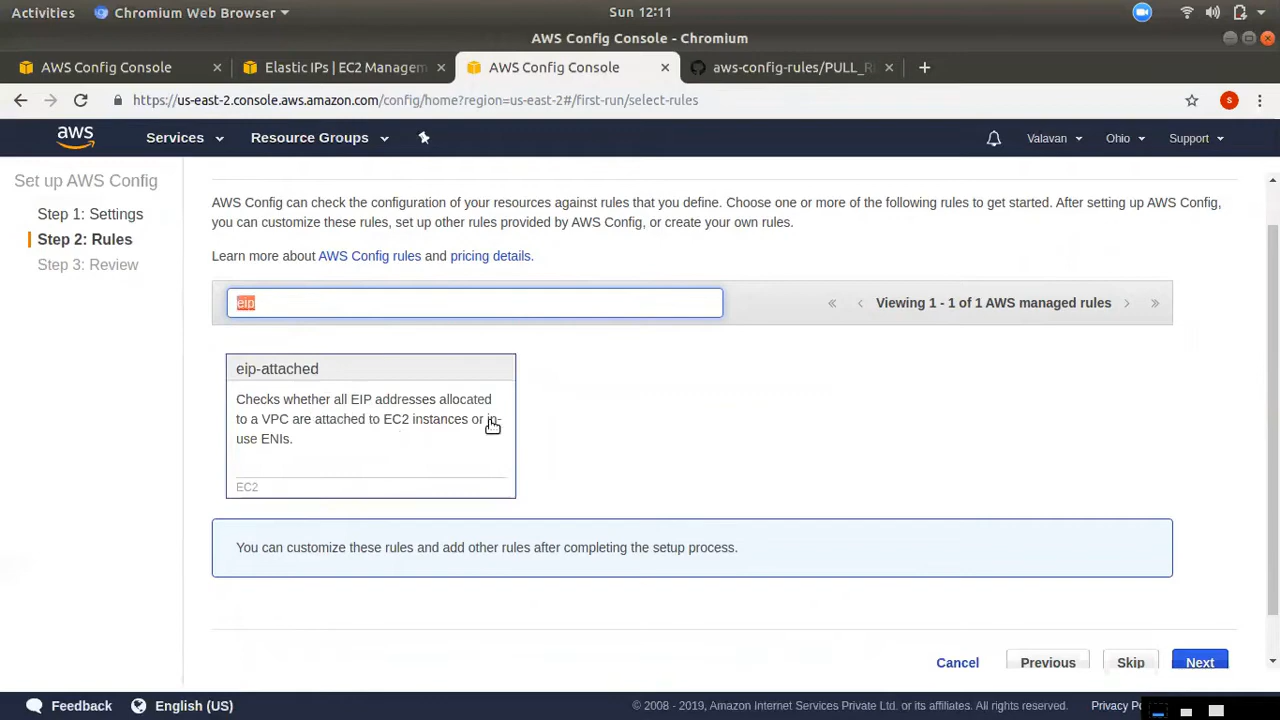 Activities Chromium Web Browser Sun 12:11
AWS Config Console - Chromium
AWS Config Console Elastic IPs | EC2 Managem AWS Config Console aws-config-rules/PULL_R
https://us-east-2.console.aws.amazon.com/config/home?region=us-east-2#/first-run/select-rules S
aws Services Resource Groups Valavan Ohio Support
Set up AWS Config
Step 1: Settings
Step 2: Rules
Step 3: Review
AWS Config can check the configuration of your resources against rules that you define. Choose one or more of the following rules to get started. After setting up AWS Config,
you can customize these rules, set up other rules provided by AWS Config, or create your own rules.
Learn more about AWS Config rules and pricing details.
eip Viewing 1 - 1 of 1 AWS managed rules
eip-attached
Checks whether all EIP addresses allocated
to a VPC are attached to EC2 instances or in-
use ENIs.
EC2
You can customize these rules and add other rules after completing the setup process.
Cancel Previous Skip Next
Feedback English (US) © 2008 - 2019, Amazon Internet Services Private Ltd. or its affiliates. All rights reserved. Privacy Po